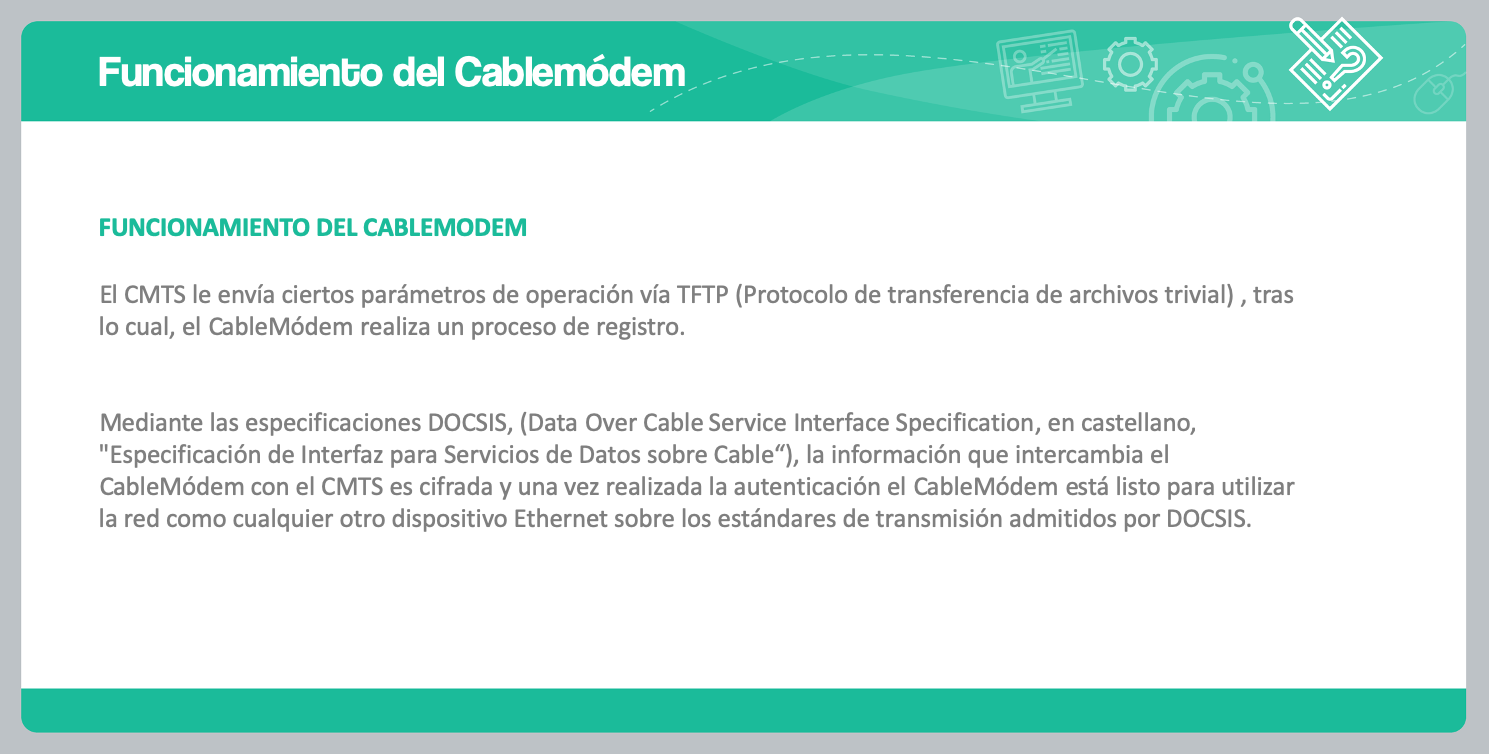 Funcionamiento del Cablemódem
FUNCIONAMIENTO DEL CABLEMODEM
El CMTS le envía ciertos parámetros de operación vía TFTP (Protocolo de transferencia de archivos trivial) , tras
lo cual, el CableMódem realiza un proceso de registro.
Mediante las especificaciones DOCSIS, (Data Over Cable Service Interface Specification, en castellano,
"Especificación de Interfaz para Servicios de Datos sobre Cable“), la información que intercambia el
CableMódem con el CMTS es cifrada y una vez realizada la autenticación el CableMódem está listo para utilizar
la red como cualquier otro dispositivo Ethernet sobre los estándares de transmisión admitidos por DOCSIS.